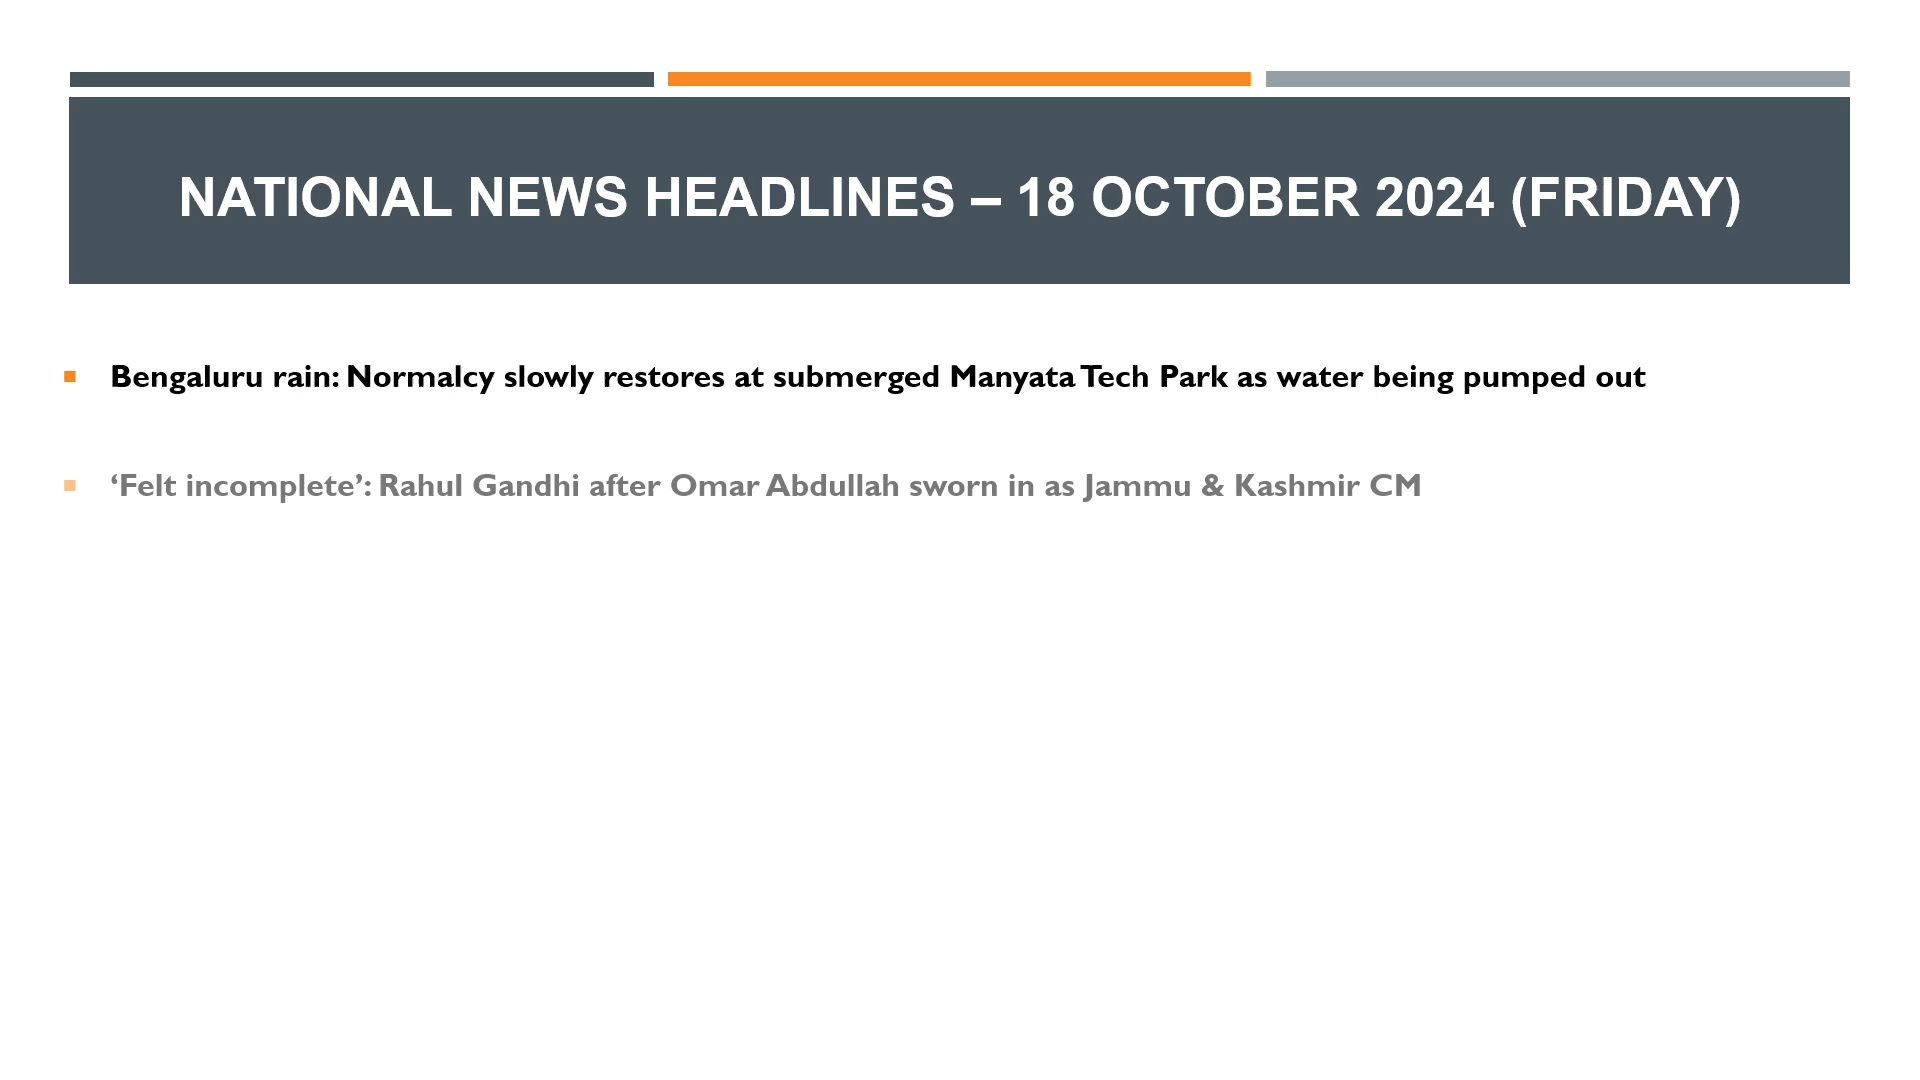 NATIONAL NEWS HEADLINES – 18 OCTOBER 2024 (FRIDAY)
Bengaluru rain: Normalcy slowly restores at submerged Manyata Tech Park as water being pumped out
‘Felt incomplete’: Rahul Gandhi after Omar Abdullah sworn in as Jammu & Kashmir CM